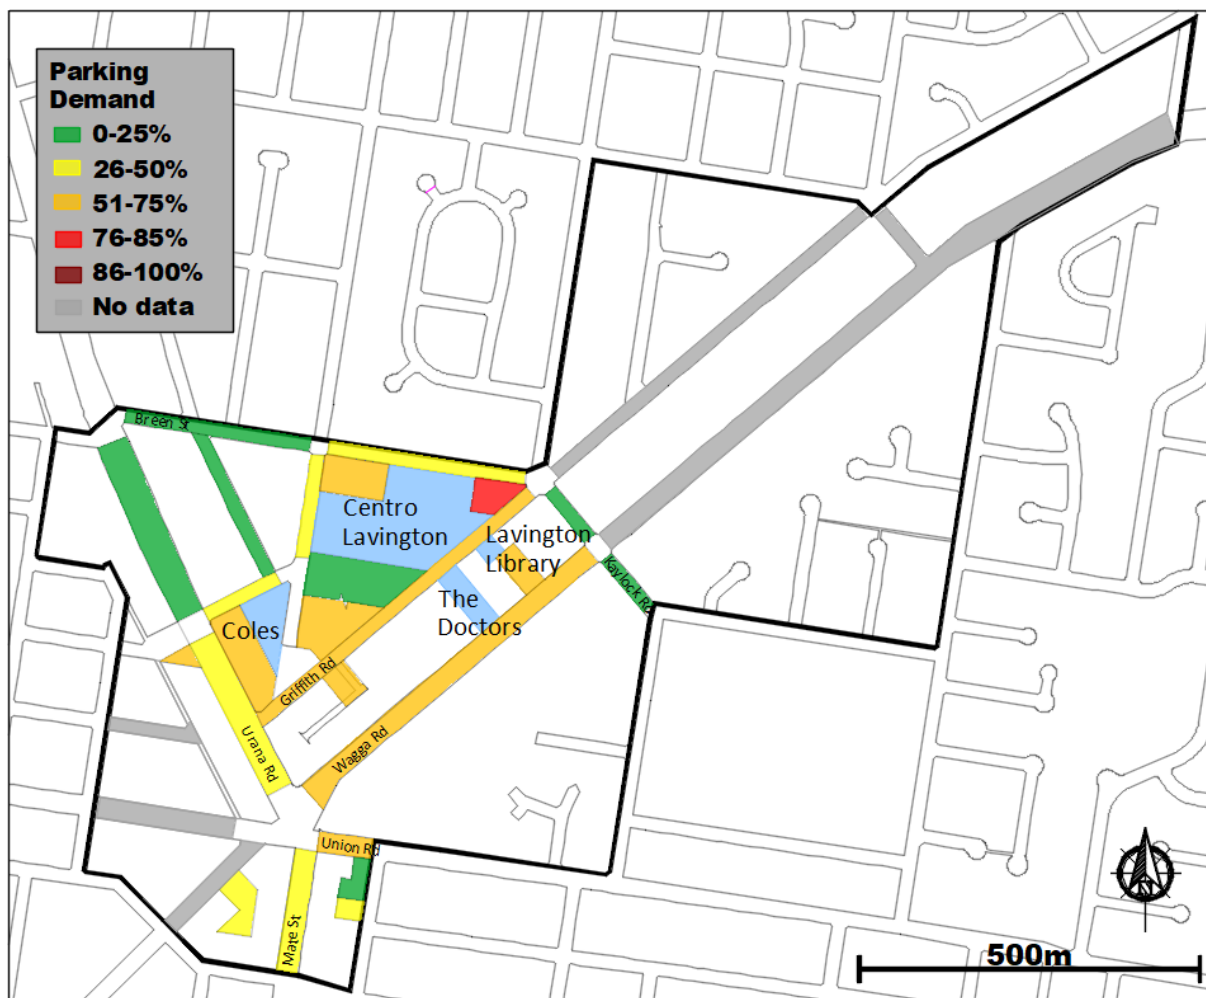 Parking
Demand
0-25%
26-50%
51-75%
76-85%
86-100%
No data
Breen St
Centro
Lavington
Lavington
Library
Kaylock Rd
The
Doctors
Coles
Griffith Rd
Urana Rd
Wagga Rd
Union Rd
Mate St
N
500m